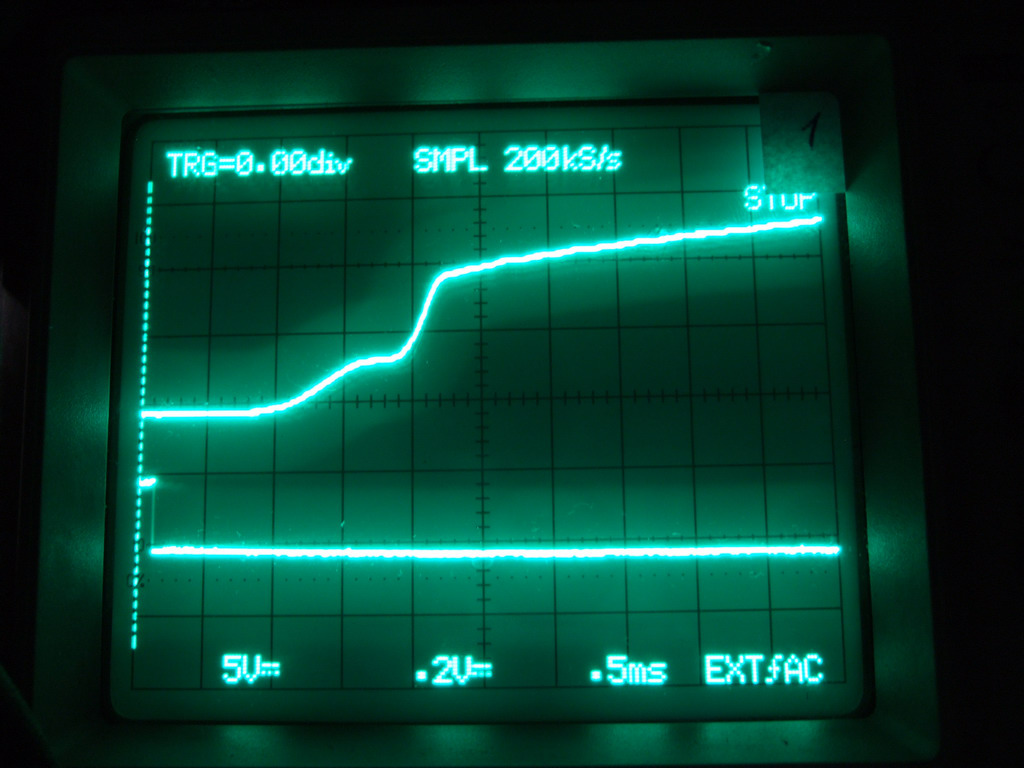 1
TRG=0.00div SMPL 200kS/s
STOP
5V= .2V= .5ms EXT∫AC